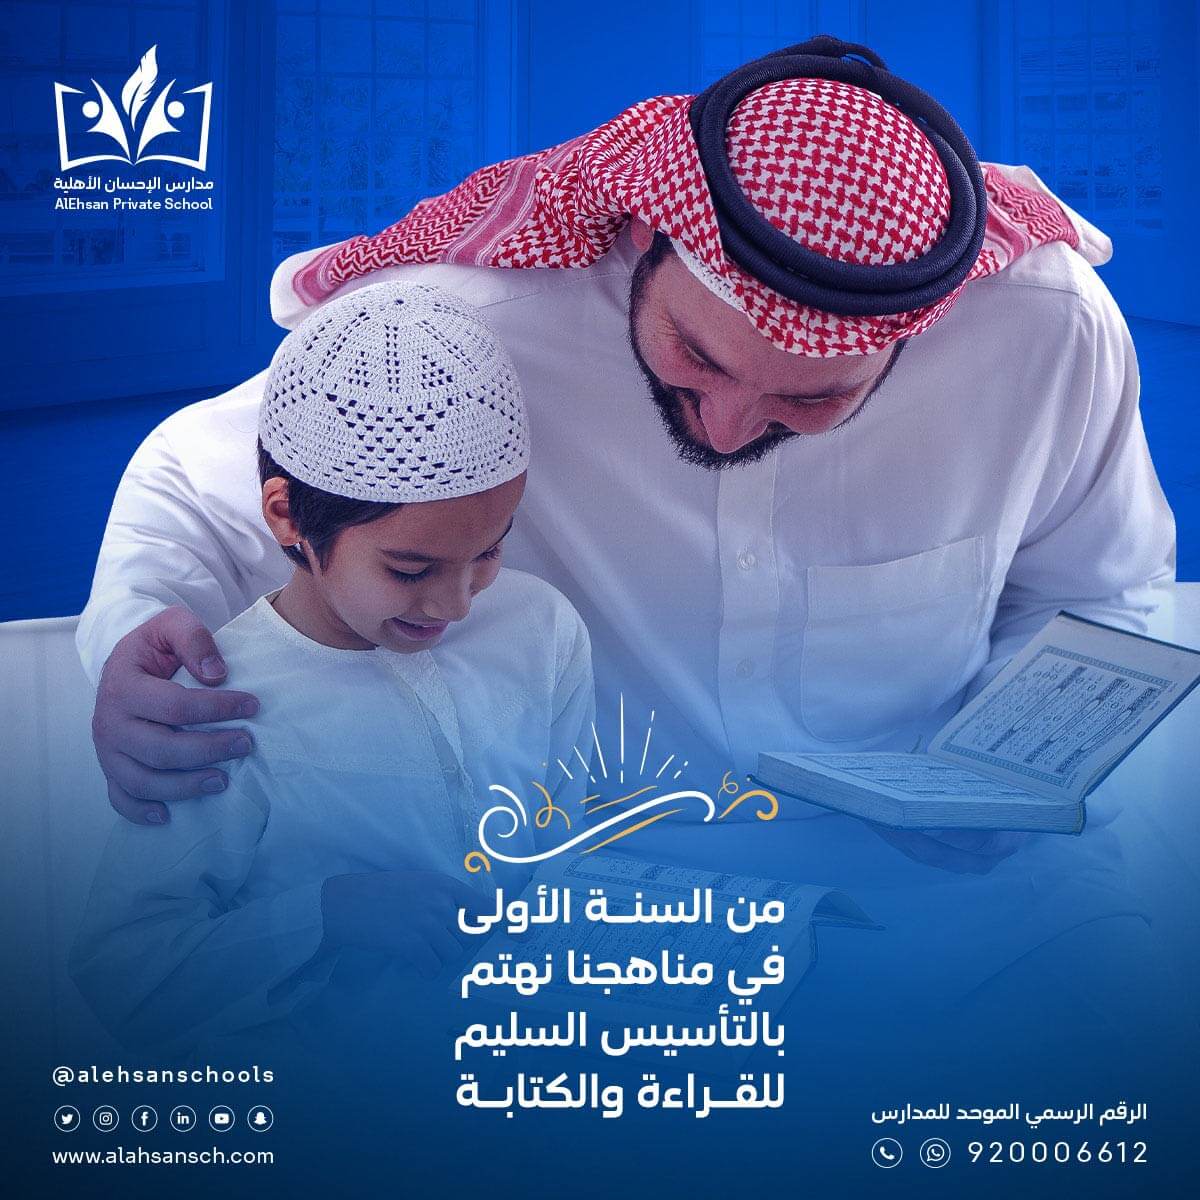 مدارس الإحسان الأهلية
AlEhsan Private School
من السنة الأولى
في مناهجنا نهتم
بالتأسيس السليم
للقراءة والكتابة
@alehsanschools
www.alahsansch.com
الرقم الرسمي الموحد للمدارس
920006612